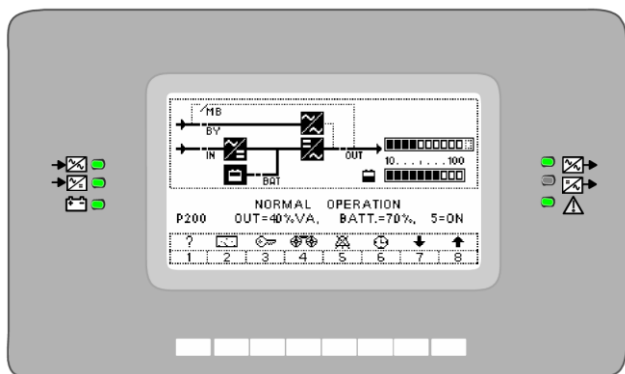 MB
BY
IN
OUT
BAT
10.......100
NORMAL OPERATION
P200 OUT=40%VA, BATT.=70%, 5=ON
?
1 2 3 4 5 6 7 8